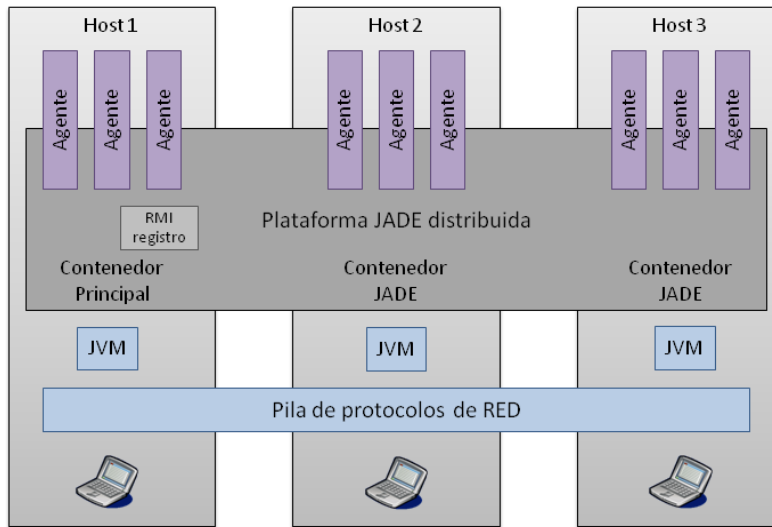 Host 1
Host 2
Host 3
Agente
Agente
Agente
Agente
Agente
Agente
Agente
Agente
Agente
RMI
registro
Plataforma JADE distribuida
Contenedor
Principal
Contenedor
JADE
Contenedor
JADE
JVM
JVM
JVM
Pila de protocolos de RED